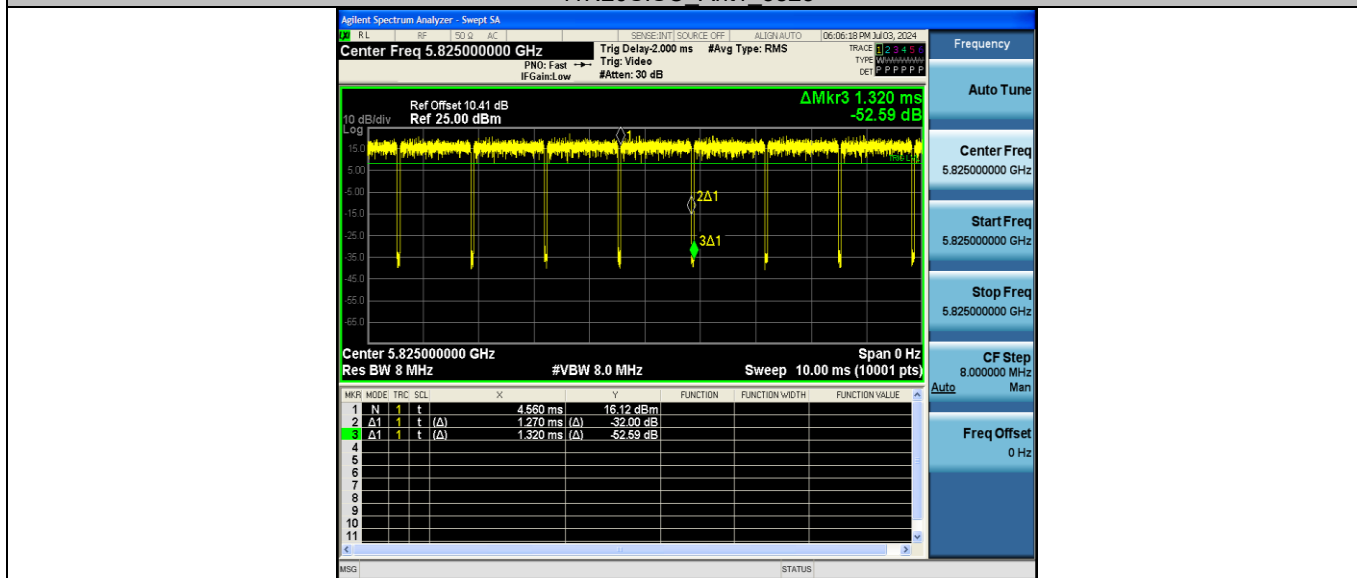 Agilent Spectrum Analyzer - Swept SA
RL RF 50 Ω AC SENSE:INT SOURCE OFF ALIGN AUTO 06:06:18 PM Jul 03, 2024
Center Freq 5.825000000 GHz
PNO: Fast
IFGain:Low
Trig Delay-2.000 ms #Avg Type: RMS
Trig: Video
#Atten: 30 dB
TRACE 1 2 3 4 5 6
TYPE
DET P P P P P P
Frequency
Auto Tune
Center Freq
5.825000000 GHz
Start Freq
5.825000000 GHz
Stop Freq
5.825000000 GHz
CF Step
8.000000 MHz
Auto Man
Freq Offset
0 Hz
ΔMkr3 1.320 ms
-52.59 dB
Ref Offset 10.41 dB
10 dB/div Ref 25.00 dBm
Log
15.0
5.00
-5.00
-15.0
-25.0
-35.0
-45.0
-55.0
-65.0
1
2Δ1
3Δ1
Center 5.825000000 GHz Span 0 Hz
Res BW 8 MHz #VBW 8.0 MHz Sweep 10.00 ms (10001 pts)
MKR MODE TRC SCL X Y FUNCTION FUNCTION WIDTH FUNCTION VALUE
1 N 1 t 4.560 ms 16.12 dBm
2 Δ1 1 t (Δ) 1.270 ms (Δ) -32.00 dB
3 Δ1 1 t (Δ) 1.320 ms (Δ) -52.59 dB
4
5
6
7
8
9
10
11
MSG STATUS